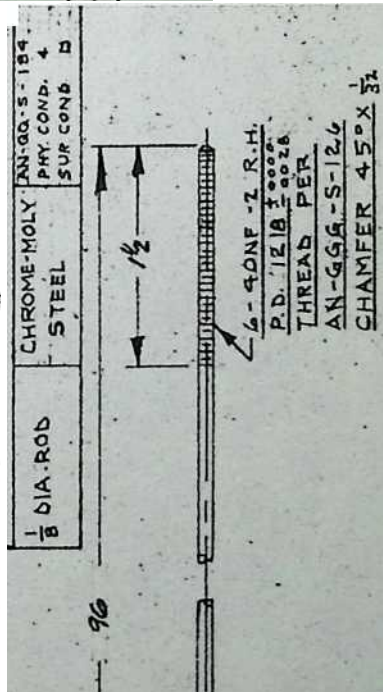 1/8 DIA. ROD
CHROME-MOLY
STEEL
AN-QQ-S-184
PHY. COND. 4
SUR COND D
96
1 1/2
6-40NF-2 R.H.
P.D. .1218 +.0000 -.0028
THREAD PER
AN-GGG-S-126
CHAMFER 45° X 1/32